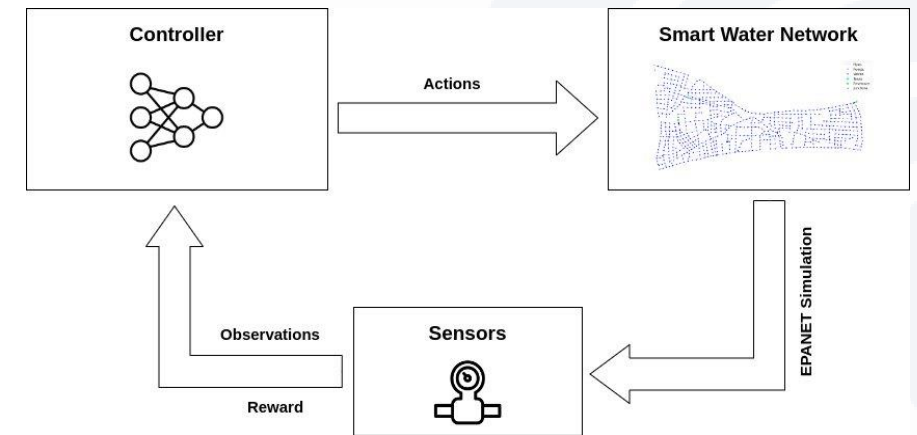 Controller
Smart Water Network
Actions
EPANET Simulation
Observations
Sensors
Reward